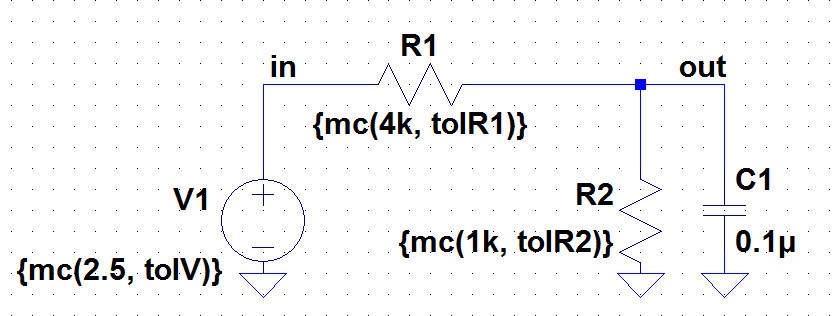 R1
in
out
{mc(4k, tolR1)}
V1
R2
C1
{mc(1k, tolR2)}
0.1µ
{mc(2.5, tolV)}